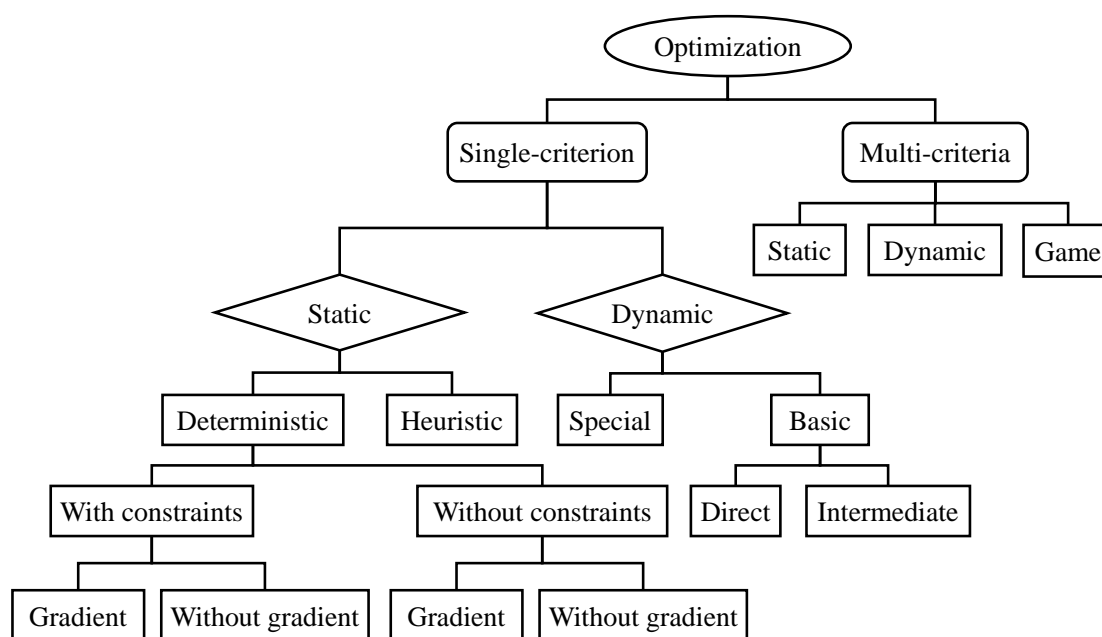 Optimization
Single-criterion
Multi-criteria
Static
Dynamic
Game
Static
Dynamic
Deterministic
Heuristic
Special
Basic
With constraints
Without constraints
Direct
Intermediate
Gradient
Without gradient
Gradient
Without gradient